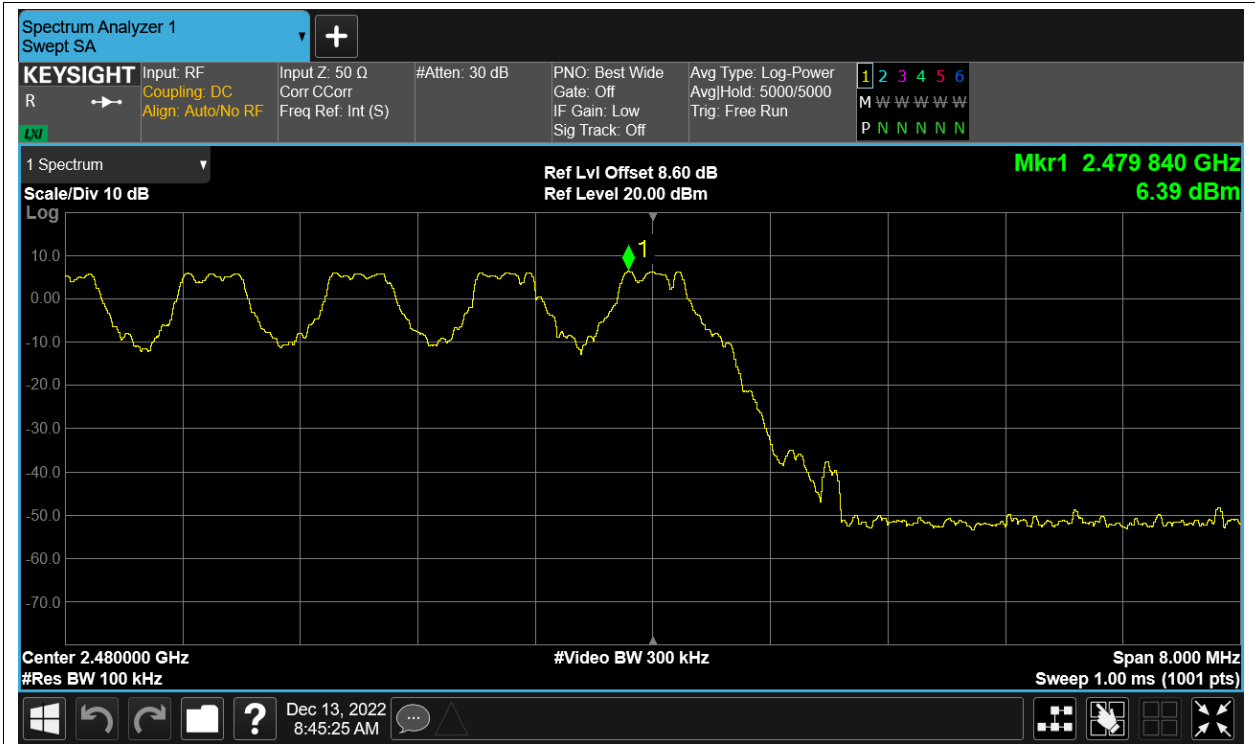 Spectrum Analyzer 1
Swept SA
KEYSIGHT
R
LXI
Input: RF
Coupling: DC
Align: Auto/No RF
Input Z: 50 Ω
Corr CCorr
Freq Ref: Int (S)
#Atten: 30 dB
PNO: Best Wide
Gate: Off
IF Gain: Low
Sig Track: Off
Avg Type: Log-Power
Avg|Hold: 5000/5000
Trig: Free Run
1 2 3 4 5 6
M W W W W W
P N N N N N
1 Spectrum
Scale/Div 10 dB
Log
Ref Lvl Offset 8.60 dB
Ref Level 20.00 dBm
Mkr1 2.479 840 GHz
6.39 dBm
1
10.0
0.00
-10.0
-20.0
-30.0
-40.0
-50.0
-60.0
-70.0
Center 2.480000 GHz
#Res BW 100 kHz
#Video BW 300 kHz
Span 8.000 MHz
Sweep 1.00 ms (1001 pts)
?
Dec 13, 2022
8:45:25 AM